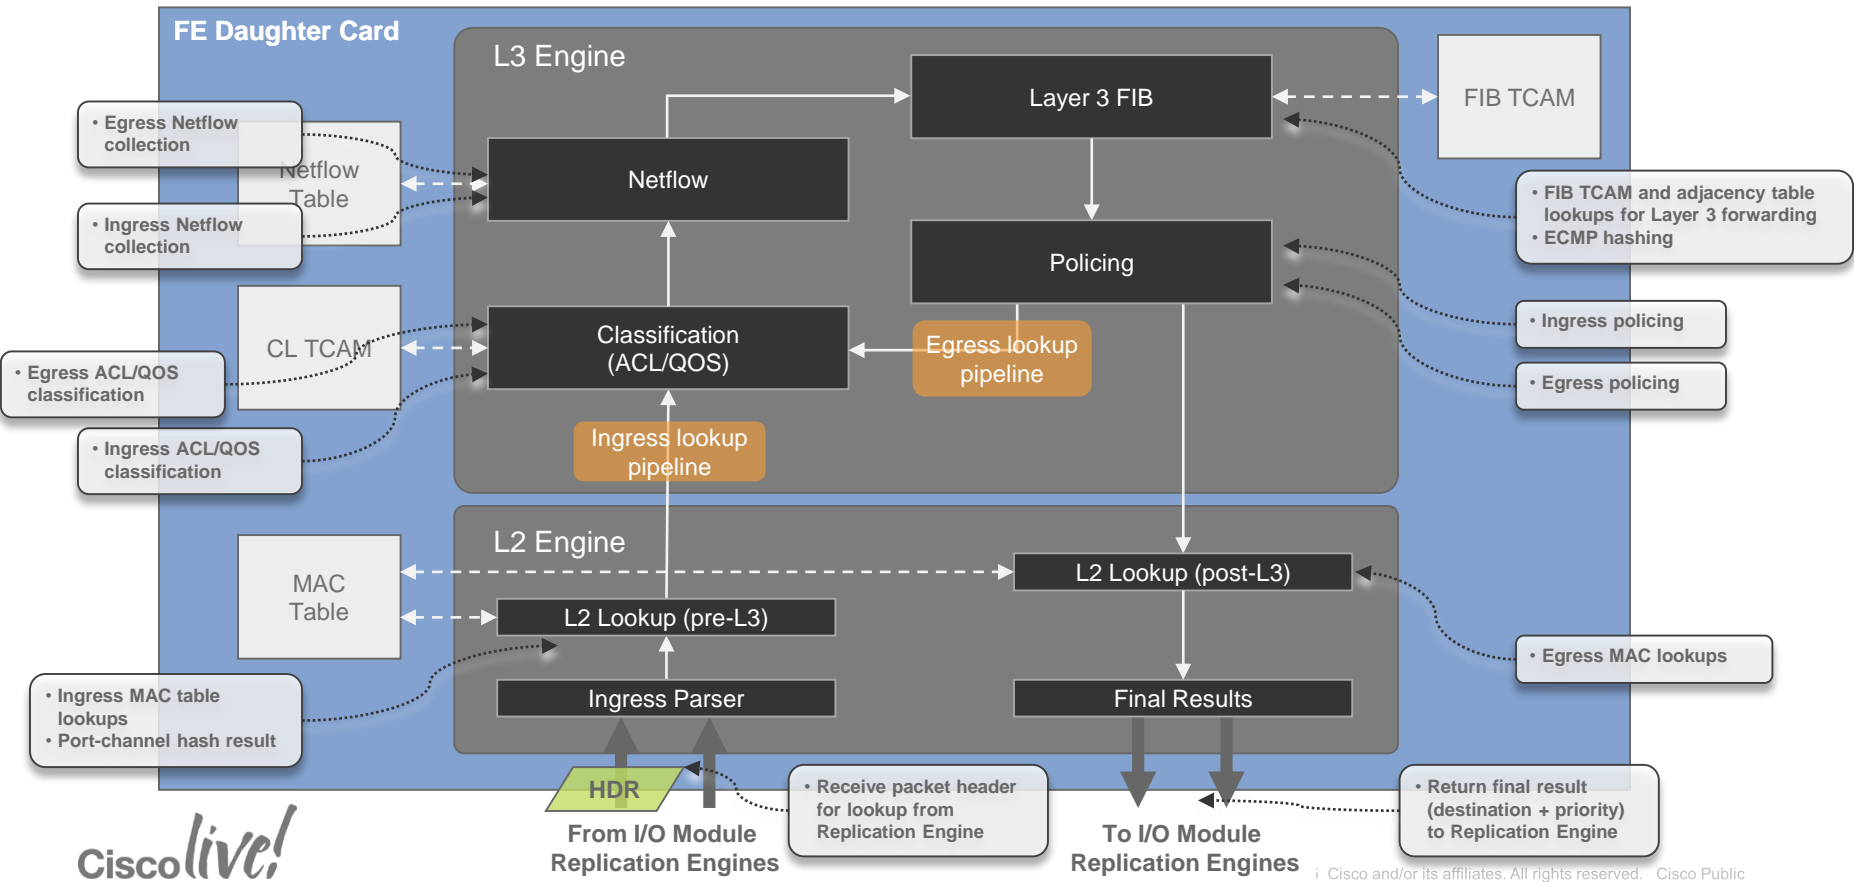 FE Daughter Card
L3 Engine
Layer 3 FIB
FIB TCAM
• Egress Netflow
collection
Netflow
Table
Netflow
• Ingress Netflow
collection
• FIB TCAM and adjacency table
lookups for Layer 3 forwarding
• ECMP hashing
Policing
CL TCAM
Classification
(ACL/QOS)
Egress lookup
pipeline
• Ingress policing
• Egress policing
• Egress ACL/QOS
classification
• Ingress ACL/QOS
classification
Ingress lookup
pipeline
L2 Engine
MAC
Table
L2 Lookup (post-L3)
L2 Lookup (pre-L3)
• Egress MAC lookups
• Ingress MAC table
lookups
• Port-channel hash result
Ingress Parser
Final Results
HDR
• Receive packet header
for lookup from
Replication Engine
• Return final result
(destination + priority)
to Replication Engine
From I/O Module
Replication Engines
To I/O Module
Replication Engines
Cisco live!
Cisco and/or its affiliates. All rights reserved. Cisco Public